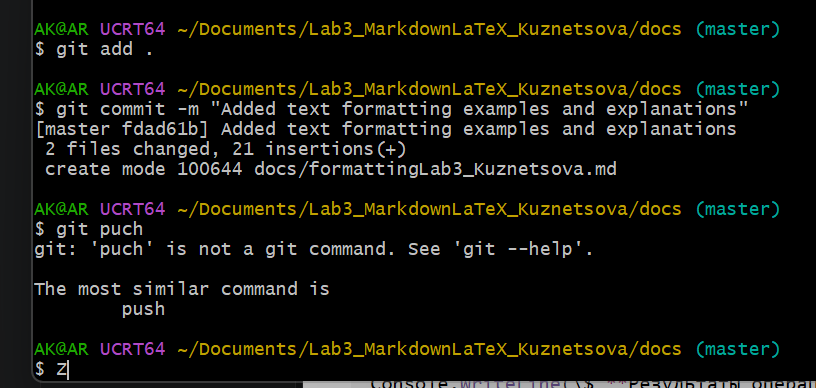 AK@AR UCRT64 ~/Documents/Lab3_MarkdownLaTeX_Kuznetsova/docs (master)
$ git add .
AK@AR UCRT64 ~/Documents/Lab3_MarkdownLaTeX_Kuznetsova/docs (master)
$ git commit -m "Added text formatting examples and explanations"
[master fdad61b] Added text formatting examples and explanations
 2 files changed, 21 insertions(+)
 create mode 100644 docs/formattingLab3_Kuznetsova.md
AK@AR UCRT64 ~/Documents/Lab3_MarkdownLaTeX_Kuznetsova/docs (master)
$ git puch
git: 'puch' is not a git command. See 'git --help'.
The most similar command is
        push
AK@AR UCRT64 ~/Documents/Lab3_MarkdownLaTeX_Kuznetsova/docs (master)
$ Z